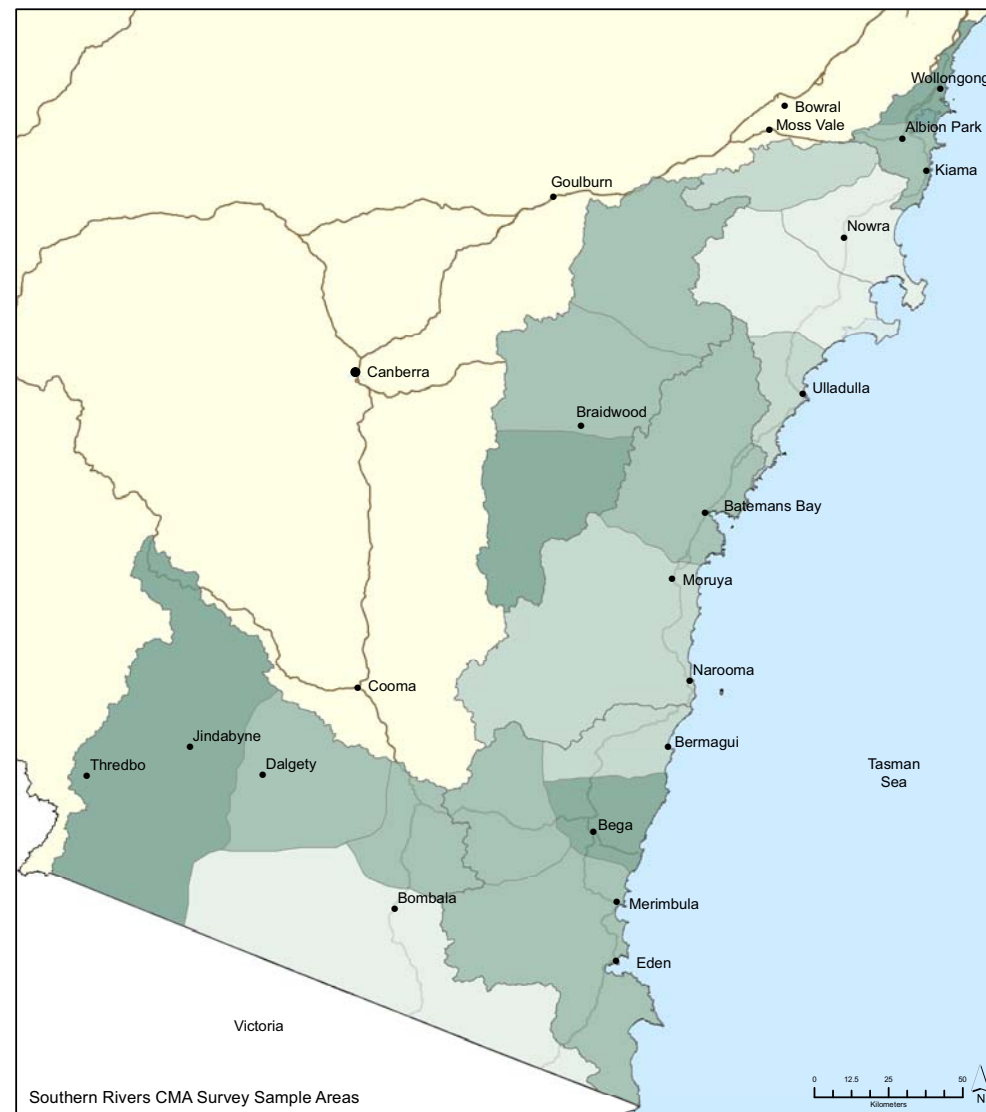 Wollongong
Bowral
Moss Vale
Albion Park
Kiama
Goulburn
Nowra
Canberra
Ulladulla
Braidwood
Batemans Bay
Moruya
Narooma
Cooma
Jindabyne
Bermagui
Thredbo
Dalgety
Tasman
Sea
Bega
Bombala
Merimbula
Eden
Victoria
Southern Rivers CMA Survey Sample Areas
0 12.5 25 50
Kilometers
N